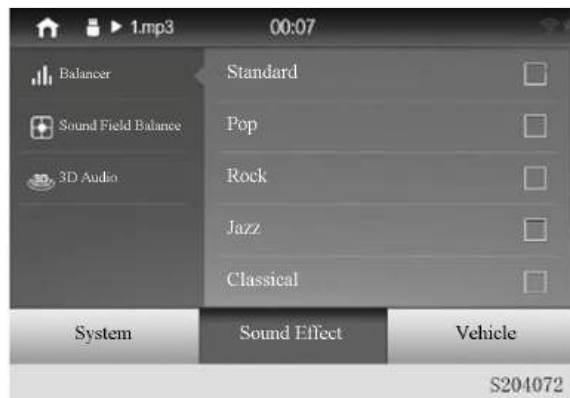 1.mp3 00:07
Balancer
Sound Field Balance
3D Audio
Standard
Pop
Rock
Jazz
Classical
System Sound Effect Vehicle
S204072